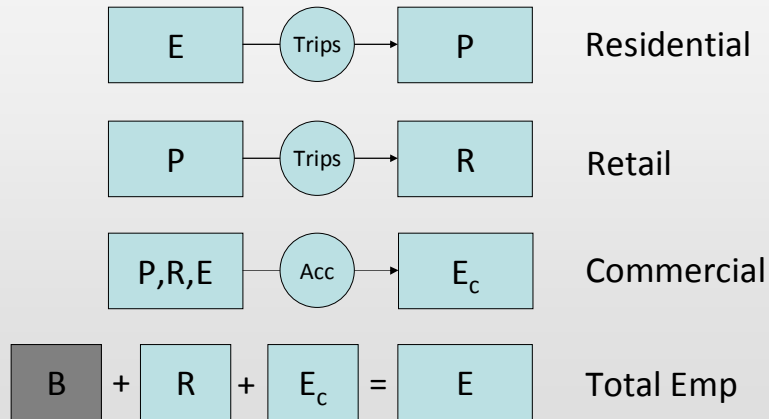 E Trips P Residential
P Trips R Retail
P,R,E Acc E_c Commercial
B + R + E_c = E Total Emp